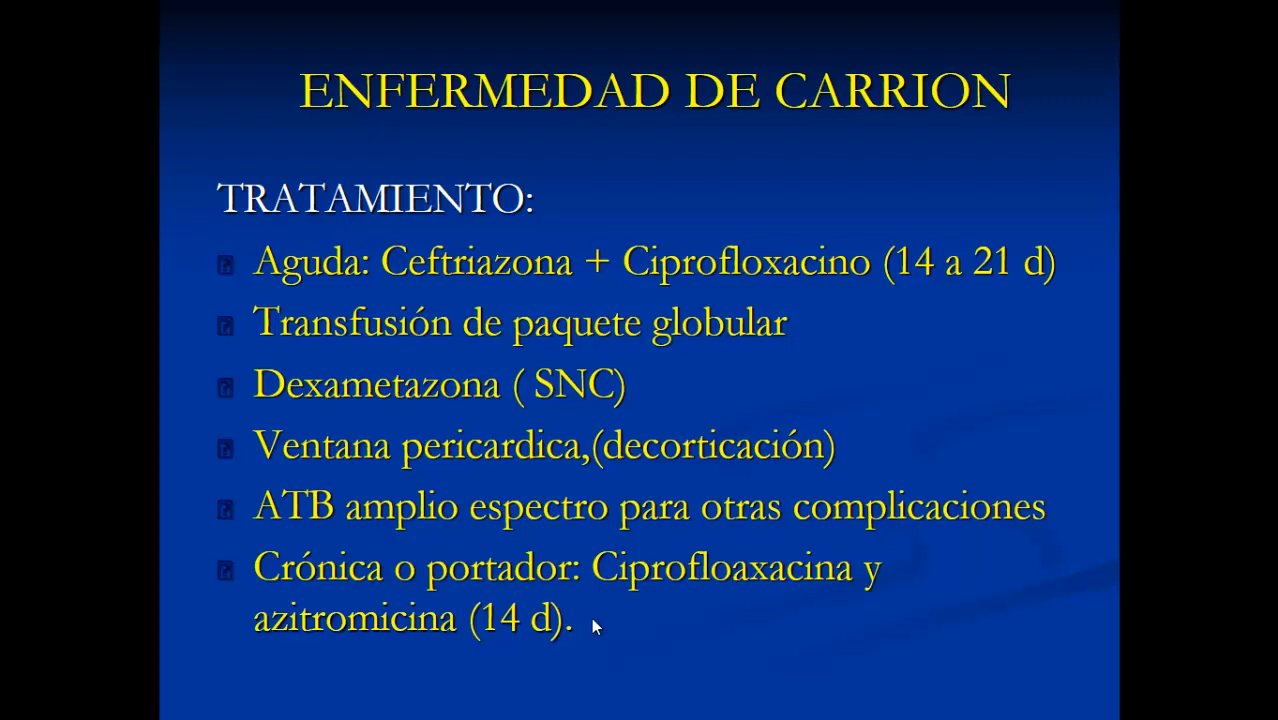 ENFERMEDAD DE CARRION
TRATAMIENTO:
Aguda: Ceftriazona + Ciprofloxacino (14 a 21 d)
Transfusión de paquete globular
Dexametazona ( SNC)
Ventana pericardica,(decorticación)
ATB amplio espectro para otras complicaciones
Crónica o portador: Ciprofloaxacina y
azitromicina (14 d).